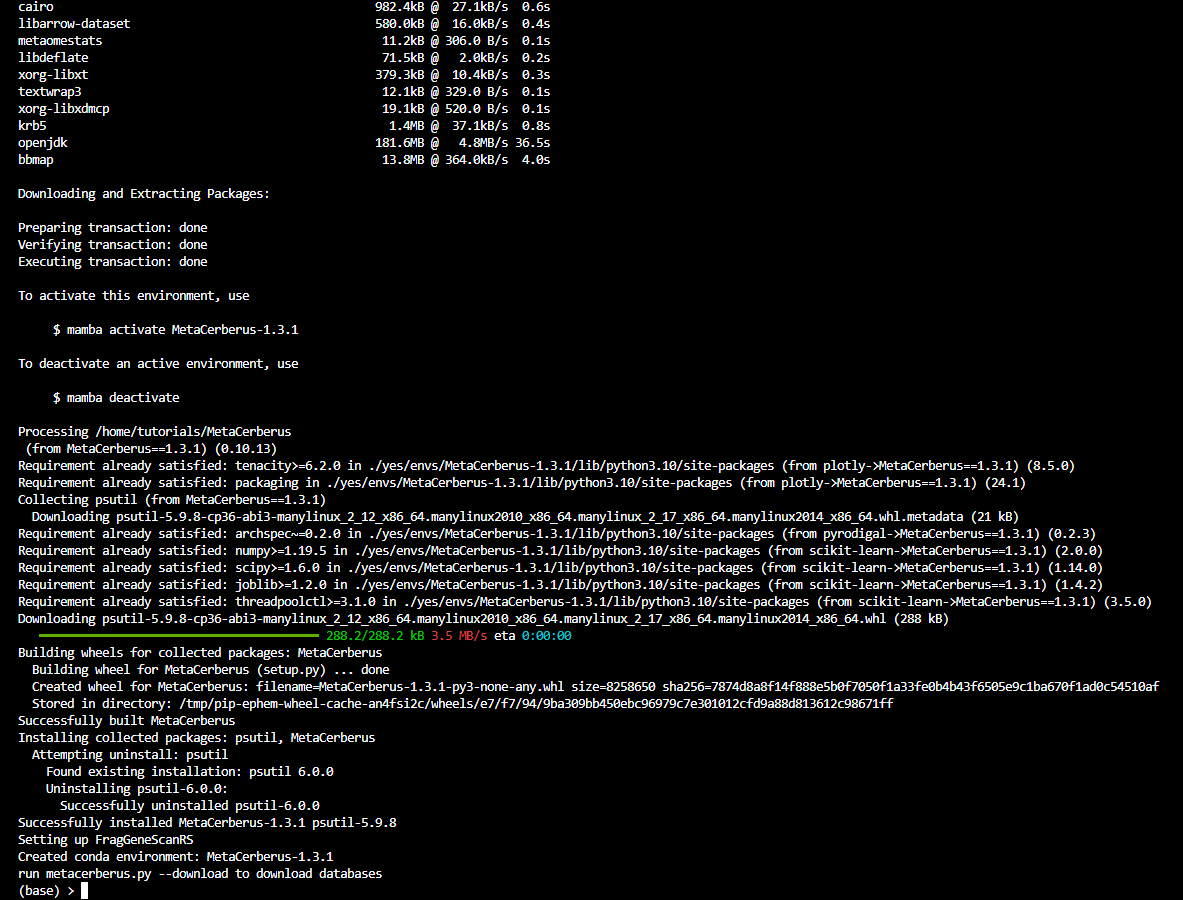 cairo 982.4kB @ 27.1kB/s 0.6s
libarrow-dataset 580.0kB @ 16.0kB/s 0.4s
metaomestats 11.2kB @ 306.0 B/s 0.1s
libdeflate 71.5kB @ 2.0kB/s 0.2s
xorg-libxt 379.3kB @ 10.4kB/s 0.3s
textwrap3 12.1kB @ 329.0 B/s 0.1s
xorg-libxdmcp 19.1kB @ 520.0 B/s 0.1s
krb5 1.4MB @ 37.1kB/s 0.8s
openjdk 181.6MB @ 4.8MB/s 36.5s
bbmap 13.8MB @ 364.0kB/s 4.0s
Downloading and Extracting Packages:
Preparing transaction: done
Verifying transaction: done
Executing transaction: done
To activate this environment, use
$ mamba activate MetaCerberus-1.3.1
To deactivate an active environment, use
$ mamba deactivate
Processing /home/tutorials/MetaCerberus
(from MetaCerberus==1.3.1) (0.10.13)
Requirement already satisfied: tenacity>=6.2.0 in ./yes/envs/MetaCerberus-1.3.1/lib/python3.10/site-packages (from plotly->MetaCerberus==1.3.1) (8.5.0)
Requirement already satisfied: packaging in ./yes/envs/MetaCerberus-1.3.1/lib/python3.10/site-packages (from plotly->MetaCerberus==1.3.1) (24.1)
Collecting psutil (from MetaCerberus==1.3.1)
Downloading psutil-5.9.8-cp36-abi3-manylinux_2_12_x86_64.manylinux2010_x86_64.manylinux_2_17_x86_64.manylinux2014_x86_64.whl.metadata (21 kB)
Requirement already satisfied: archspec~=0.2.0 in ./yes/envs/MetaCerberus-1.3.1/lib/python3.10/site-packages (from pyrodigal->MetaCerberus==1.3.1) (0.2.3)
Requirement already satisfied: numpy>=1.19.5 in ./yes/envs/MetaCerberus-1.3.1/lib/python3.10/site-packages (from scikit-learn->MetaCerberus==1.3.1) (2.0.0)
Requirement already satisfied: scipy>=1.6.0 in ./yes/envs/MetaCerberus-1.3.1/lib/python3.10/site-packages (from scikit-learn->MetaCerberus==1.3.1) (1.14.0)
Requirement already satisfied: joblib>=1.2.0 in ./yes/envs/MetaCerberus-1.3.1/lib/python3.10/site-packages (from scikit-learn->MetaCerberus==1.3.1) (1.4.2)
Requirement already satisfied: threadpoolctl>=3.1.0 in ./yes/envs/MetaCerberus-1.3.1/lib/python3.10/site-packages (from scikit-learn->MetaCerberus==1.3.1) (3.5.0)
Downloading psutil-5.9.8-cp36-abi3-manylinux_2_12_x86_64.manylinux2010_x86_64.manylinux_2_17_x86_64.manylinux2014_x86_64.whl (288 kB)
288.2/288.2 kB 3.5 MB/s eta 0:00:00
Building wheels for collected packages: MetaCerberus
Building wheel for MetaCerberus (setup.py) ... done
Created wheel for MetaCerberus: filename=MetaCerberus-1.3.1-py3-none-any.whl size=8258650 sha256=7874d8a8f14f888e5b0f7050f1a33fe0b4b43f6505e9c1ba670f1ad0c54510af
Stored in directory: /tmp/pip-ephem-wheel-cache-an4fsi2c/wheels/e7/f7/94/9ba309bb450ebc96979c7e301012cfd9a88d813612c98671ff
Successfully built MetaCerberus
Installing collected packages: psutil, MetaCerberus
Attempting uninstall: psutil
Found existing installation: psutil 6.0.0
Uninstalling psutil-6.0.0:
Successfully uninstalled psutil-6.0.0
Successfully installed MetaCerberus-1.3.1 psutil-5.9.8
Setting up FragGeneScanRS
Created conda environment: MetaCerberus-1.3.1
run metacerberus.py --download to download databases
(base) >